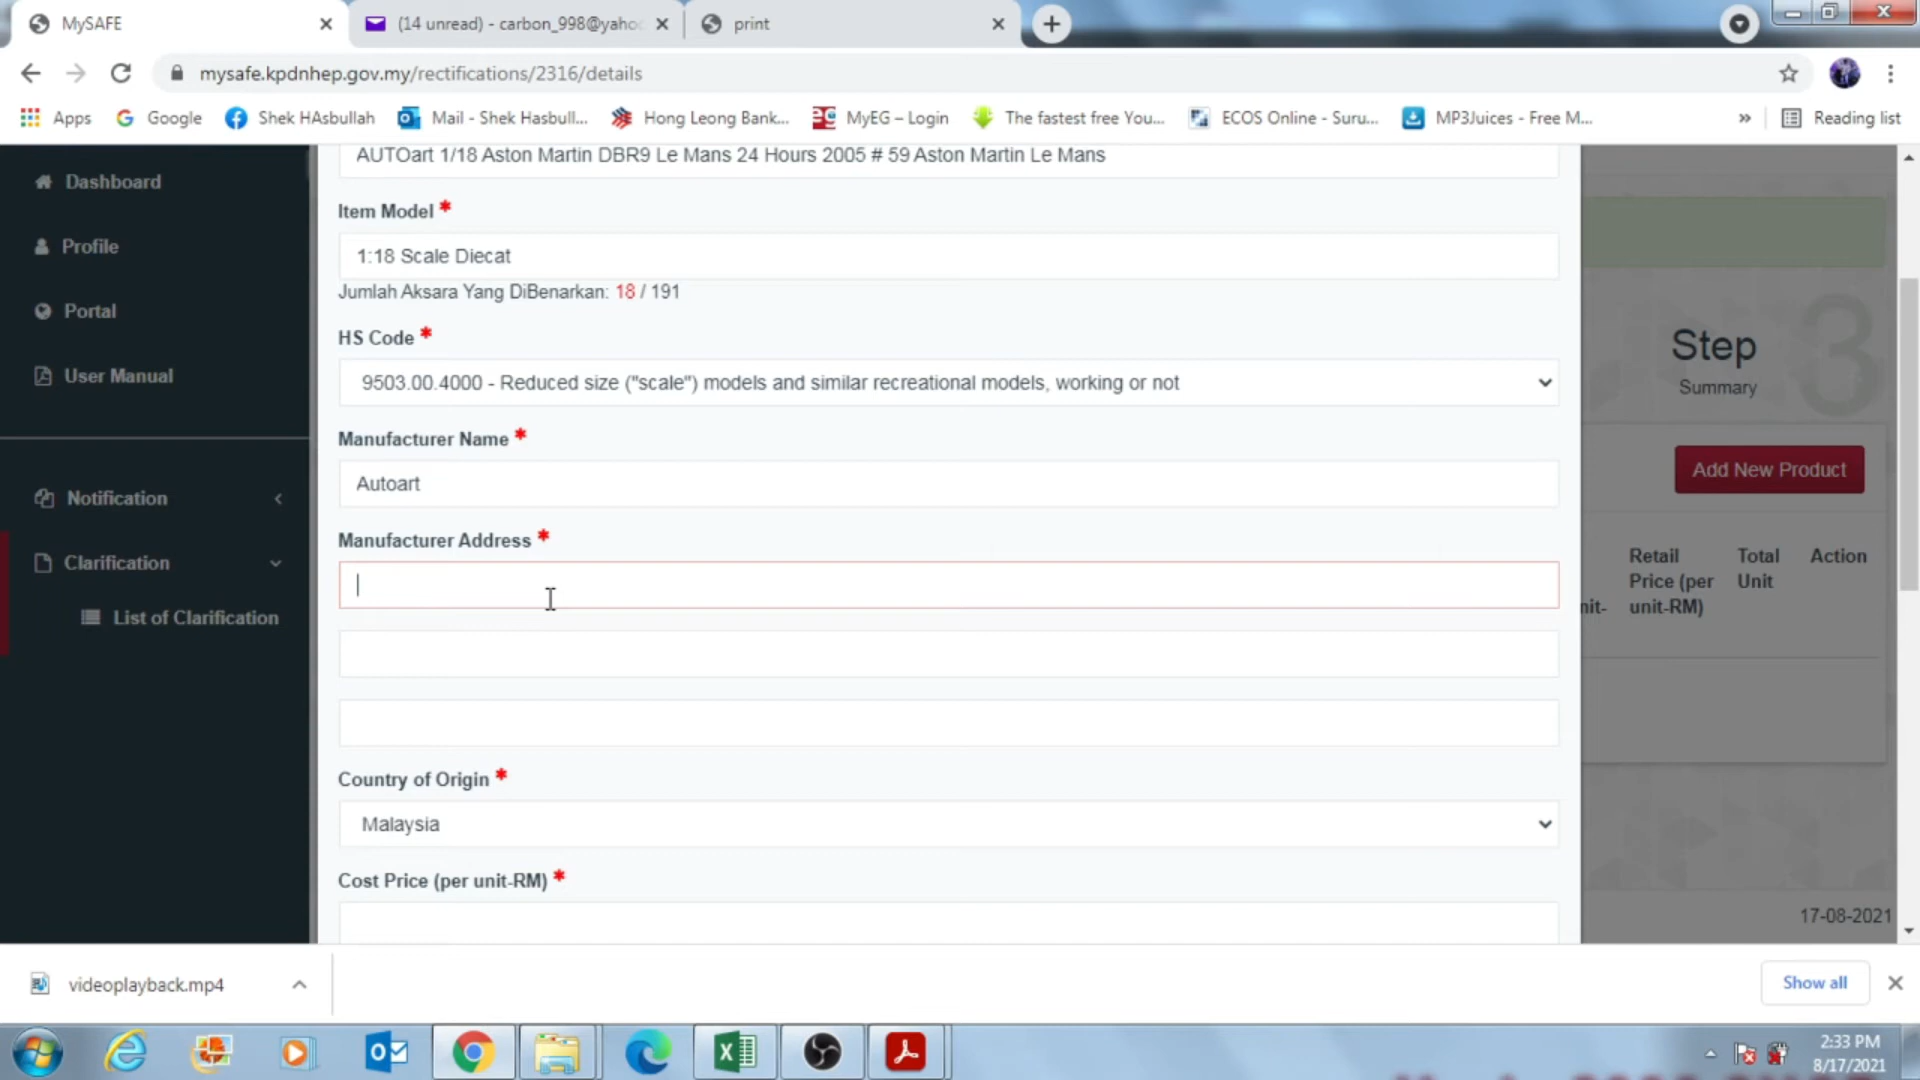 MySAFE
(14 unread) - carbon_998@yaho
print
mysafe.kpdnhep.gov.my/rectifications/2316/details
Apps
Google
Shek HAsbullah
Mail - Shek Hasbull...
Hong Leong Bank...
MyEG – Login
The fastest free You...
ECOS Online - Suru...
MP3Juices - Free M...
»
Reading list
Dashboard
Profile
Portal
User Manual
Notification
Clarification
List of Clarification
AUTOart 1/18 Aston Martin DBR9 Le Mans 24 Hours 2005 # 59 Aston Martin Le Mans
Item Model *
1:18 Scale Diecat
Jumlah Aksara Yang DiBenarkan: 18 / 191
HS Code *
9503.00.4000 - Reduced size ("scale") models and similar recreational models, working or not
Manufacturer Name *
Autoart
Manufacturer Address *
Country of Origin *
Malaysia
Cost Price (per unit-RM) *
Step 3
Summary
Add New Product
nit-
Retail Price (per unit-RM)
Total Unit
Action
17-08-2021
videoplayback.mp4
Show all
2:33 PM
8/17/2021